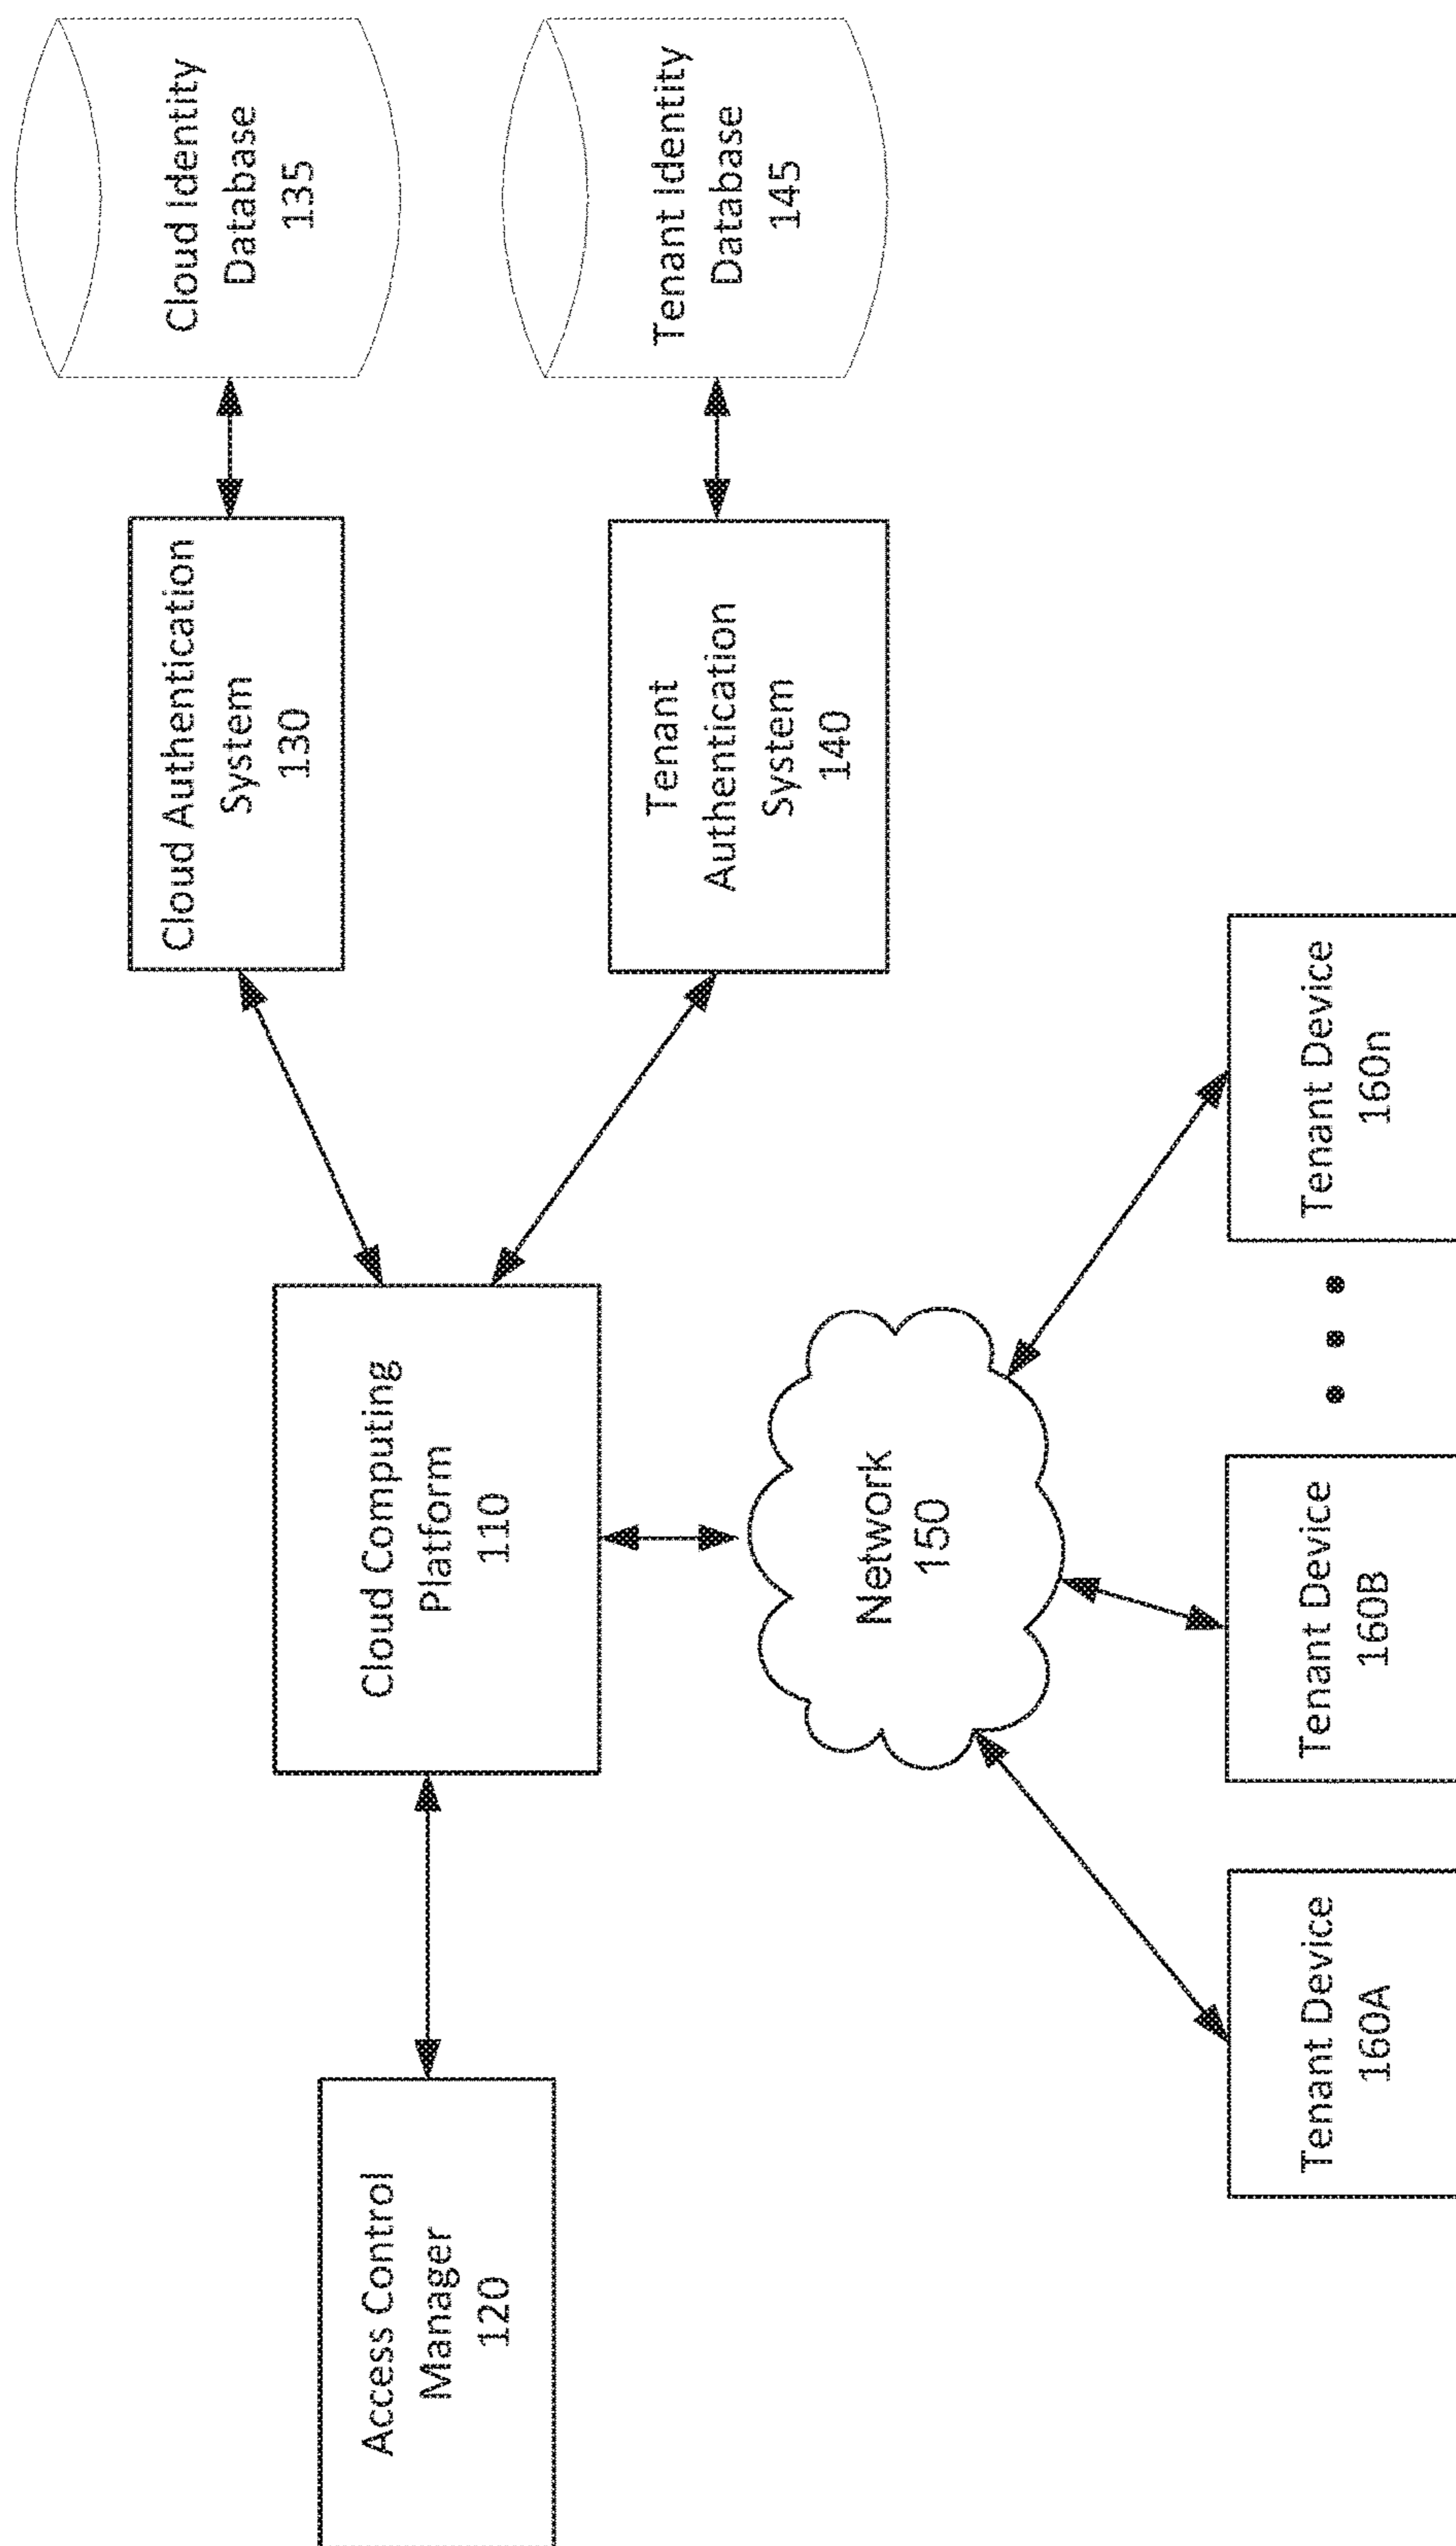 Access Control
Manager
120
Cloud Computing
Platform
110
Cloud Authentication
System
130
Cloud Identity
Database
135
Tenant
Authentication
System
140
Tenant Identity
Database
145
Network
150
Tenant Device
160A
Tenant Device
160B
Tenant Device
160n